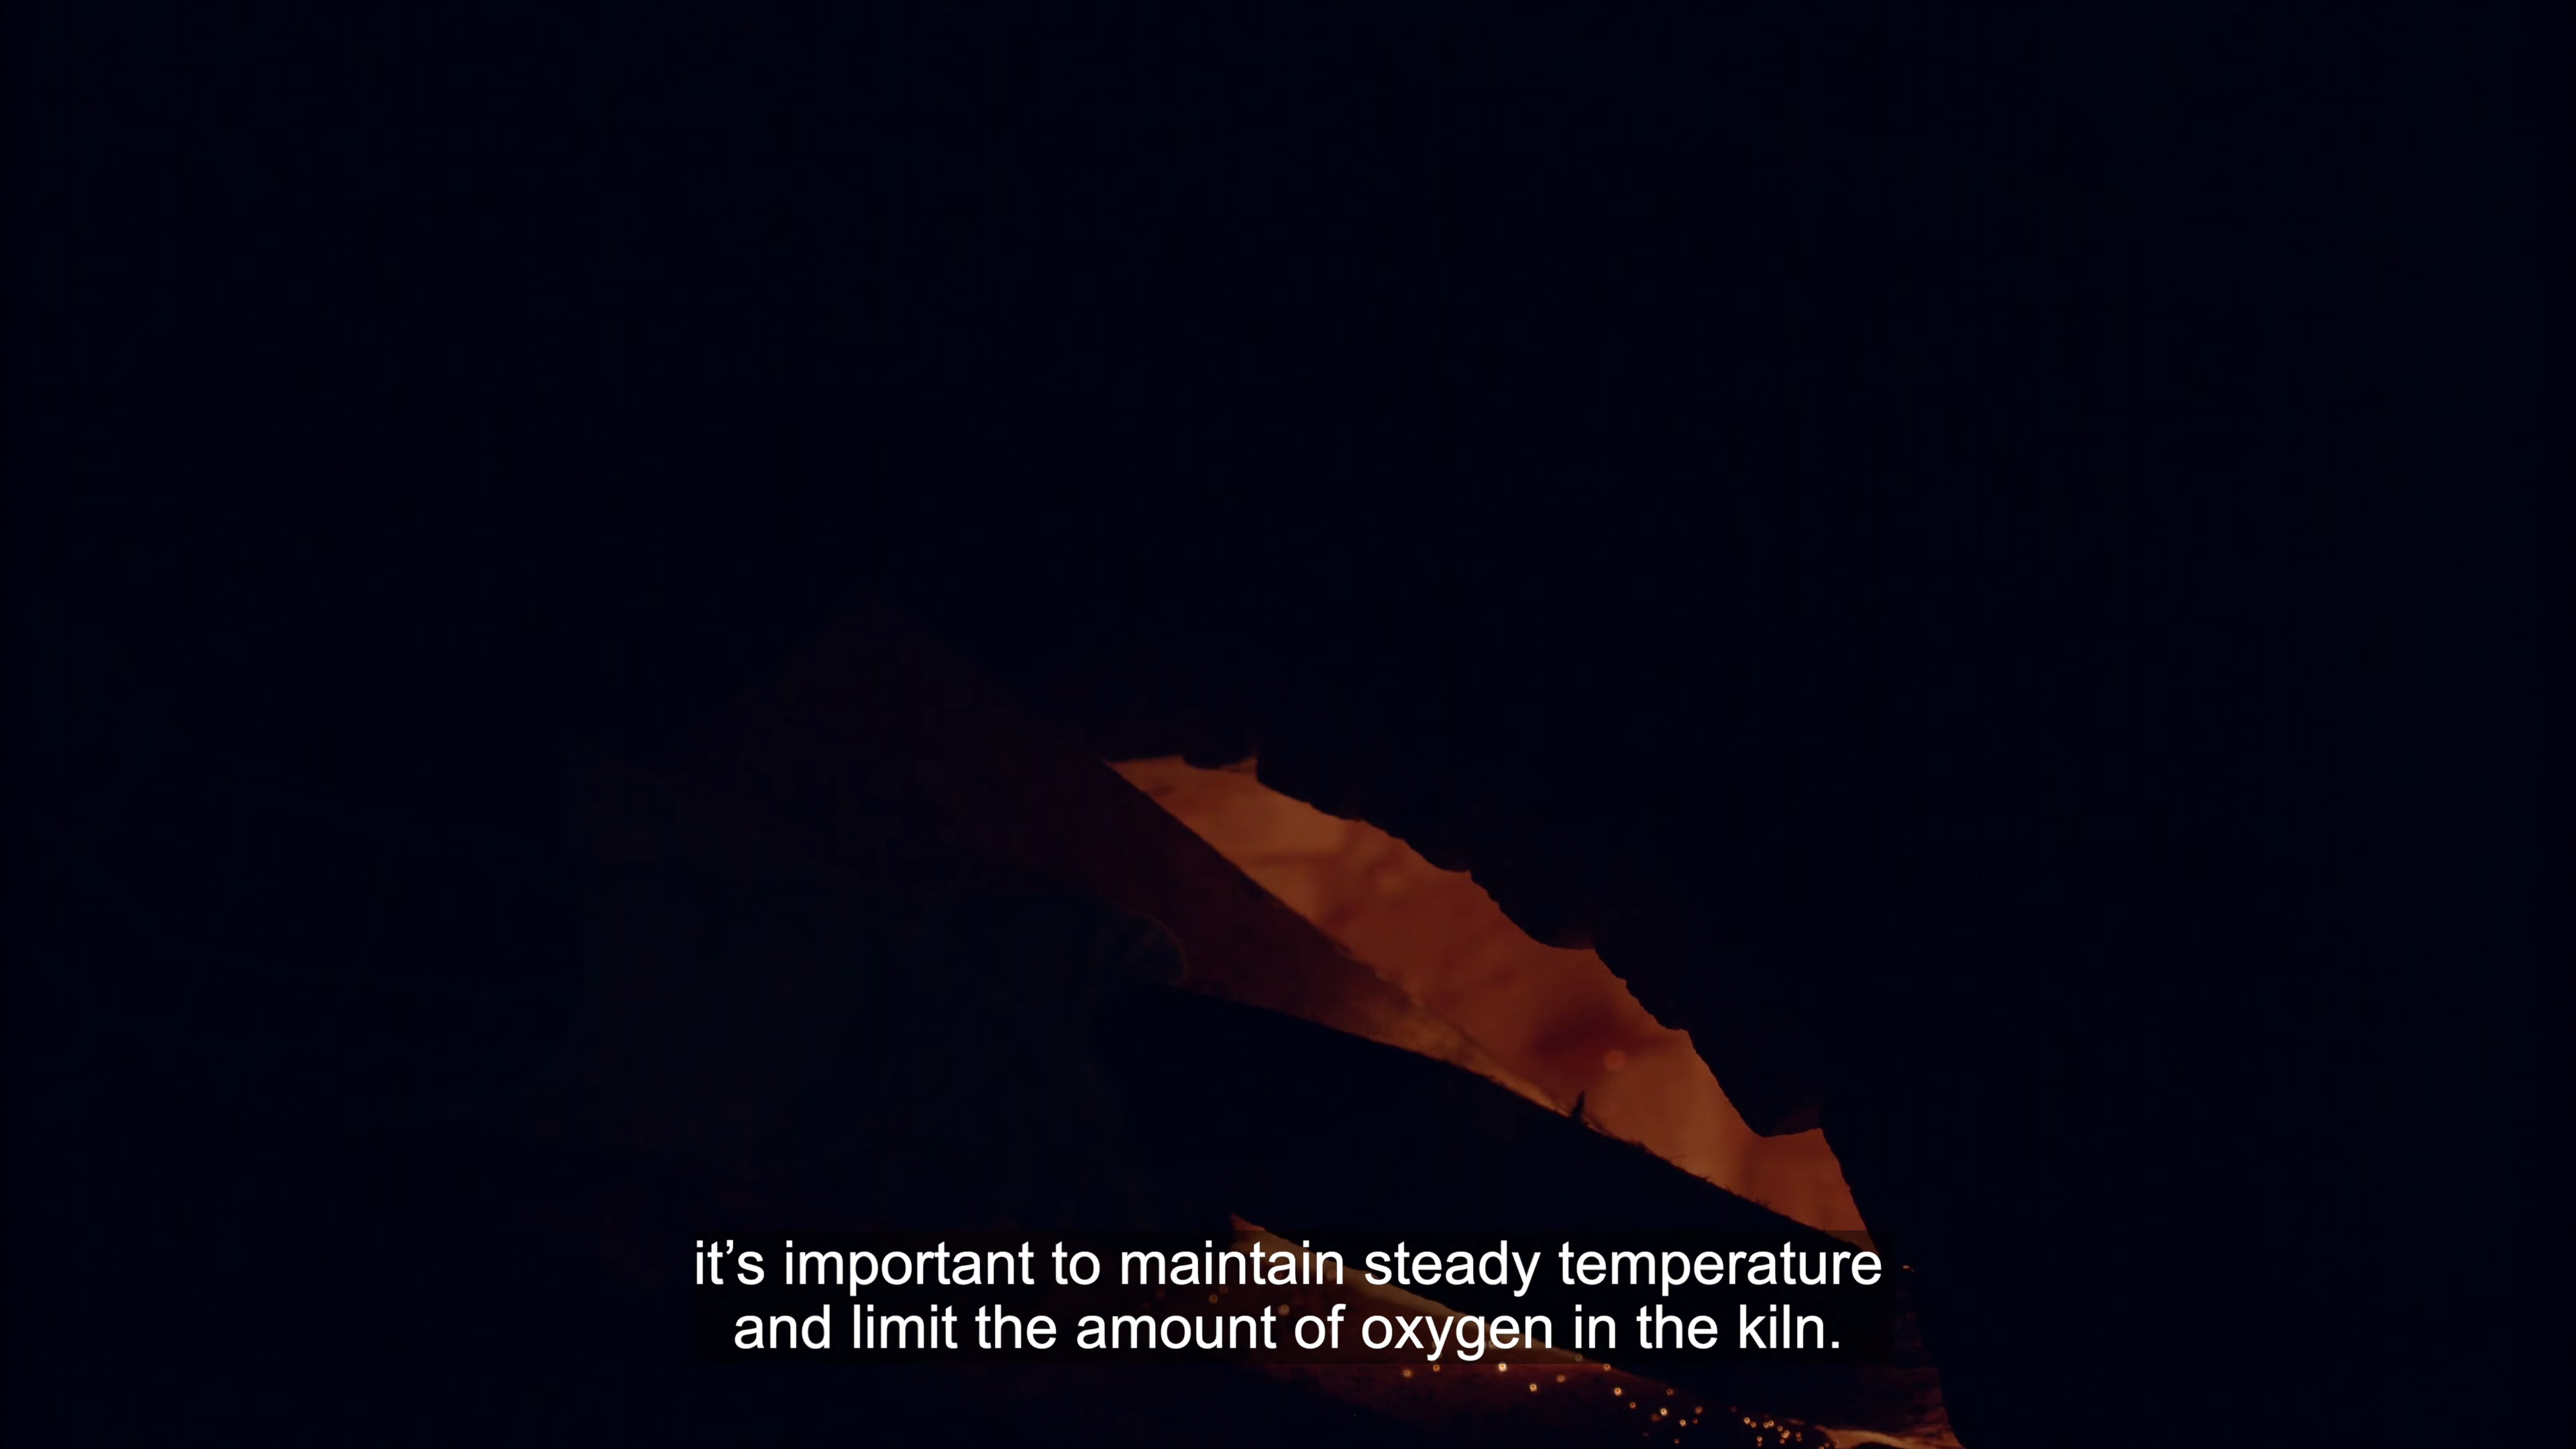 it’s important to maintain steady temperature
and limit the amount of oxygen in the kiln.